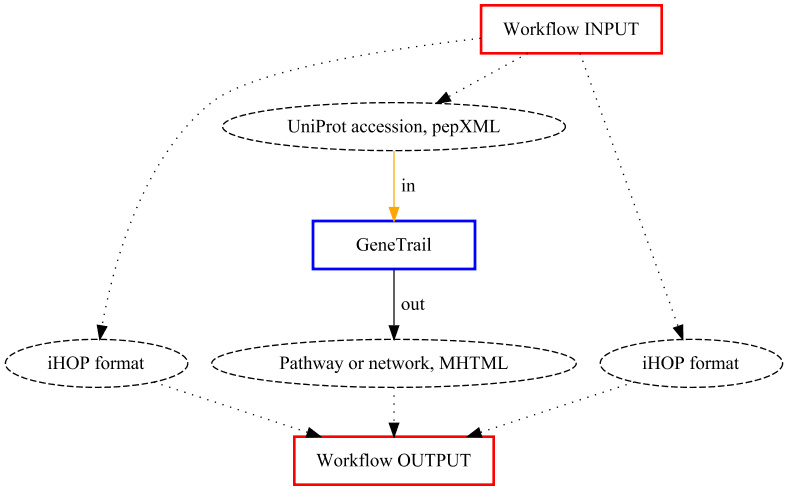 Workflow INPUT
UniProt accession, pepXML
in
GeneTrail
out
iHOP format
Pathway or network, MHTML
iHOP format
Workflow OUTPUT